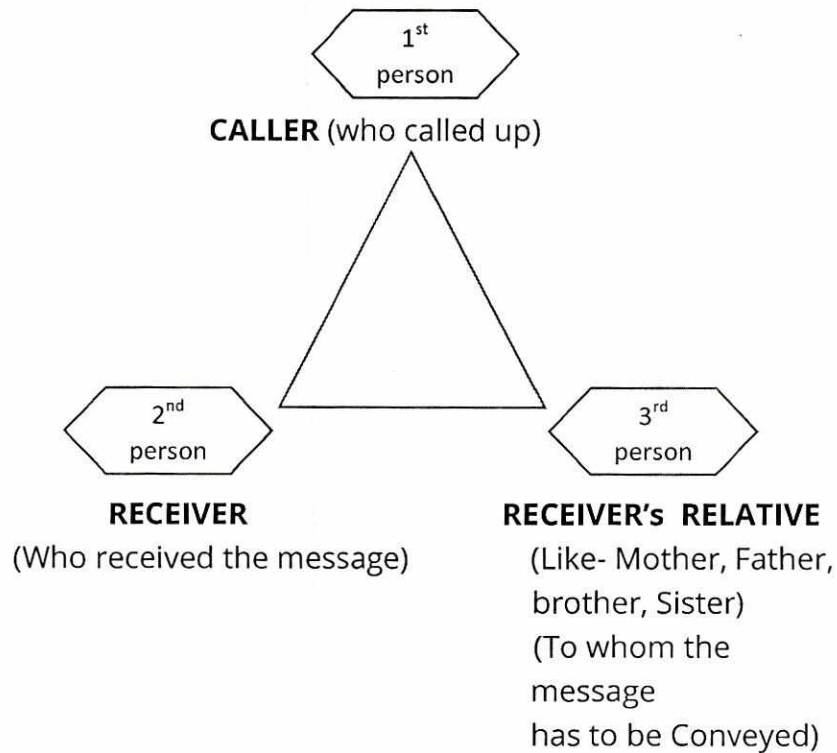 1st
person
CALLER (who called up)
2nd
person
3rd
person
RECEIVER
(Who received the message)
RECEIVER's RELATIVE
(Like- Mother, Father,
brother, Sister)
(To whom the
message
has to be Conveyed)